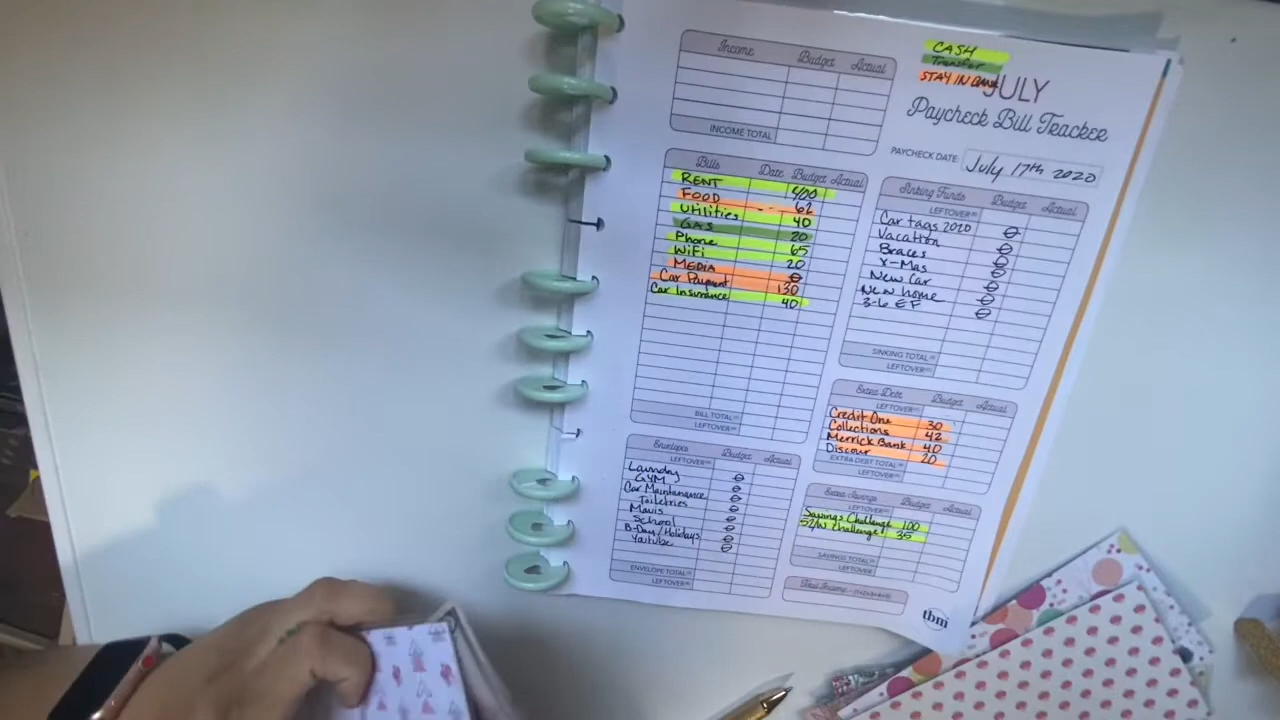 CASH
Transfer
STAY IN BANK
JULY
Paycheck Bill Tracker
PAYCHECK DATE: July 17th 2020
Income Budget Actual
INCOME TOTAL
Bills Date Budget Actual
RENT 400
FOOD 62
Utilities 40
GAS 20
Phone 65
WiFi 20
MEDIA
Car Payment 130
Car Insurance 40
BILL TOTAL
LEFTOVER
Envelopes Budget Actual
LEFTOVER
Laundry
GYM
Car Maintanance
Toiletries
Mavis
School
B-Day/Holidays
Youtube
ENVELOPE TOTAL
LEFTOVER
Sinking Funds Budget Actual
LEFTOVER
Car tags 2020
Vacation
Braces
X-Mas
New Car
New home
3-6 EF
SINKING TOTAL
LEFTOVER
Extra Debt Budget Actual
LEFTOVER
Credit One 30
Collections 42
Merrick Bank 40
Discour 20
EXTRA DEBT TOTAL
LEFTOVER
Extra Savings Budget Actual
LEFTOVER
Savings Challenge 100
52/W Challenge 35
SAVINGS TOTAL
LEFTOVER
Total Income
tbm